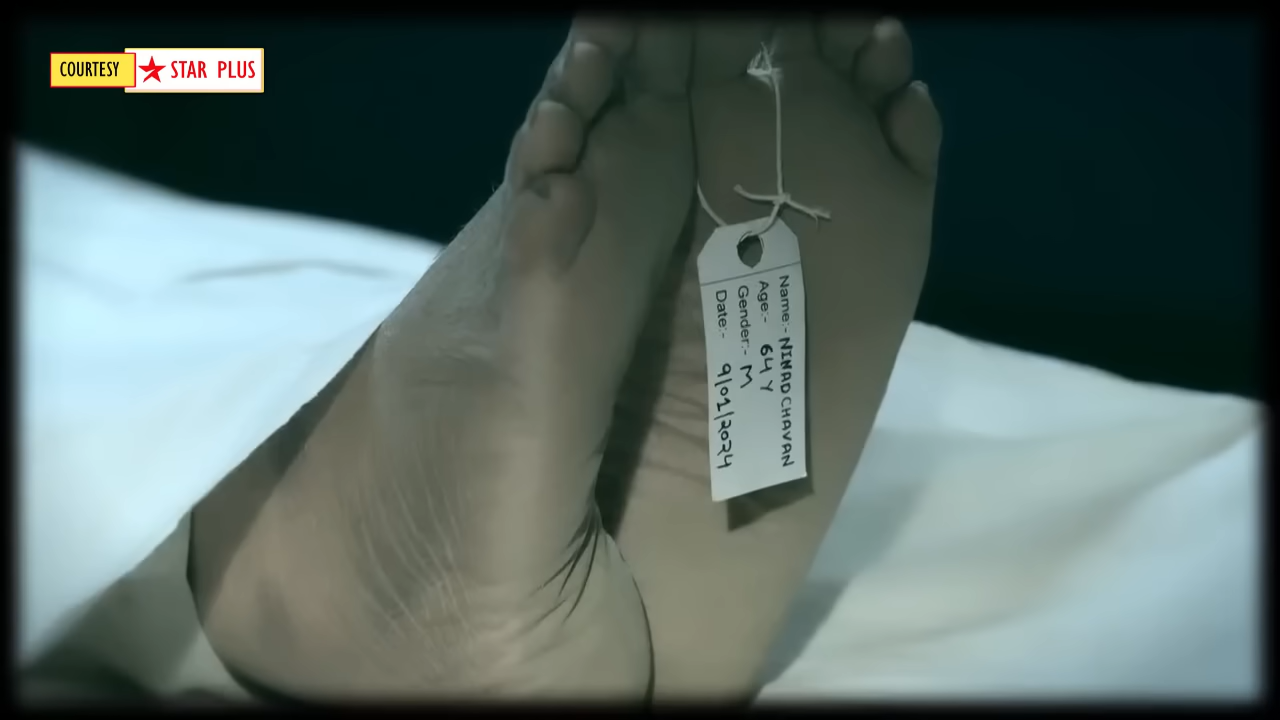 COURTESY
STAR PLUS
Name:- NINAD CHAVAN
Age:- 64 Y
Gender:- M
Date:- 9/01/2024